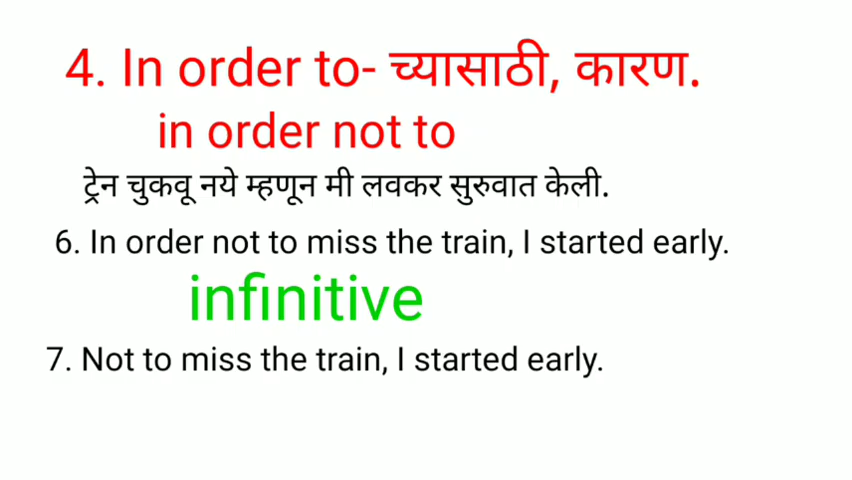 4. In order to- च्यासाठी, कारण.
in order not to
ट्रेन चुकवू नये म्हणून मी लवकर सुरुवात केली.
6. In order not to miss the train, I started early.
infinitive
7. Not to miss the train, I started early.